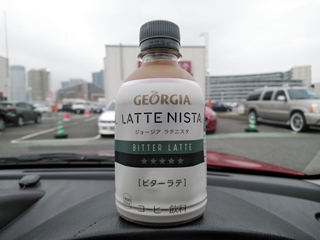 GEORGIA
LATTE NISTA
ジョージア ラテニスタ
BITTER LATTE
★★★★★
[ビターラテ]
コーヒー飲料